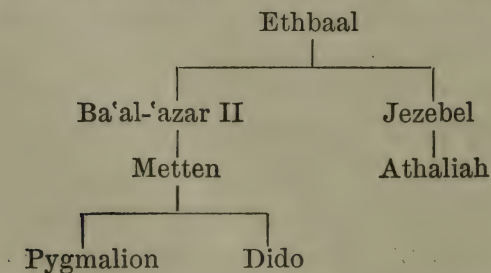 Ethbaal
Ba‘al-‘azar II Jezebel
Metten Athaliah
Pygmalion Dido